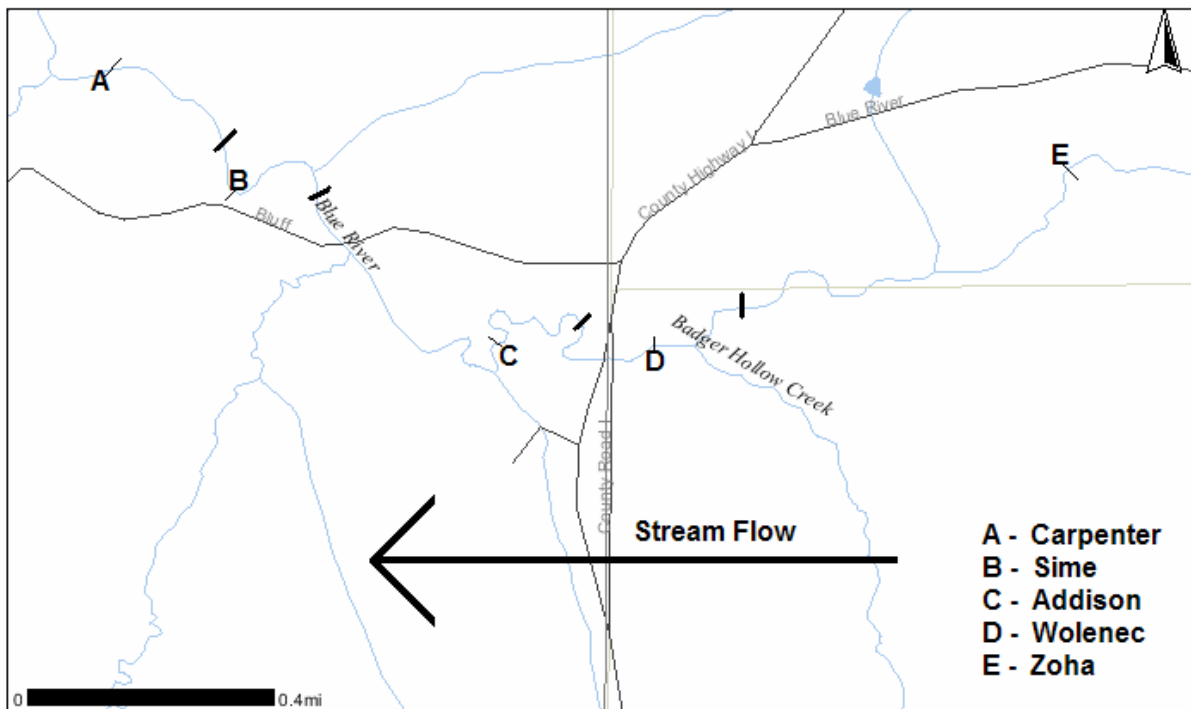 A
B
Bluff
Blue River
County Highway I
Blue River
E
C
D
Badger Hollow Creek
County Road I
Stream Flow
A - Carpenter
B - Sime
C - Addison
D - Wolenec
E - Zoha
0 0.4mi